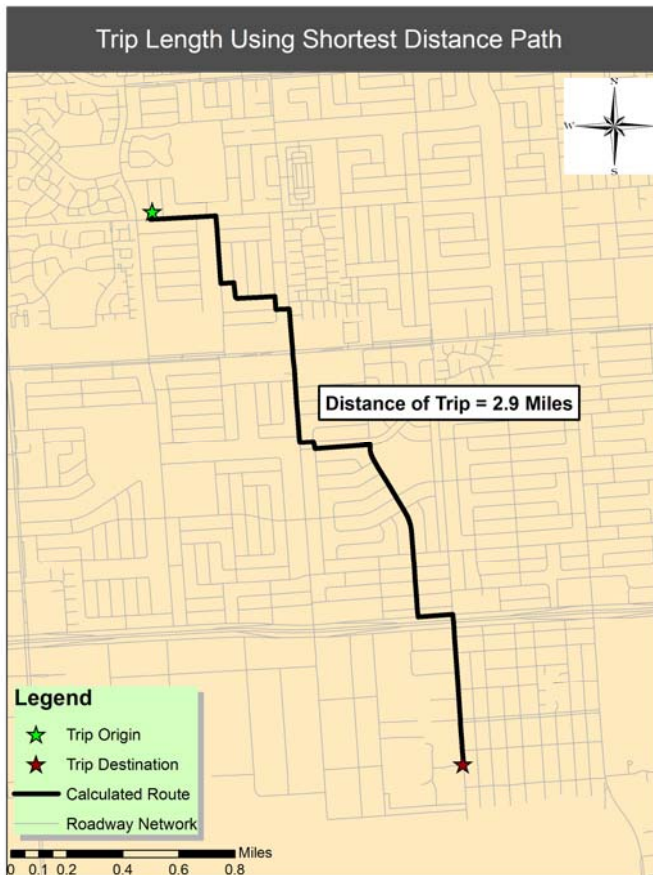 Trip Length Using Shortest Distance Path
N
W
E
S
Distance of Trip = 2.9 Miles
Legend
Trip Origin
Trip Destination
Calculated Route
Roadway Network
Miles
0 0.1 0.2 0.4 0.6 0.8